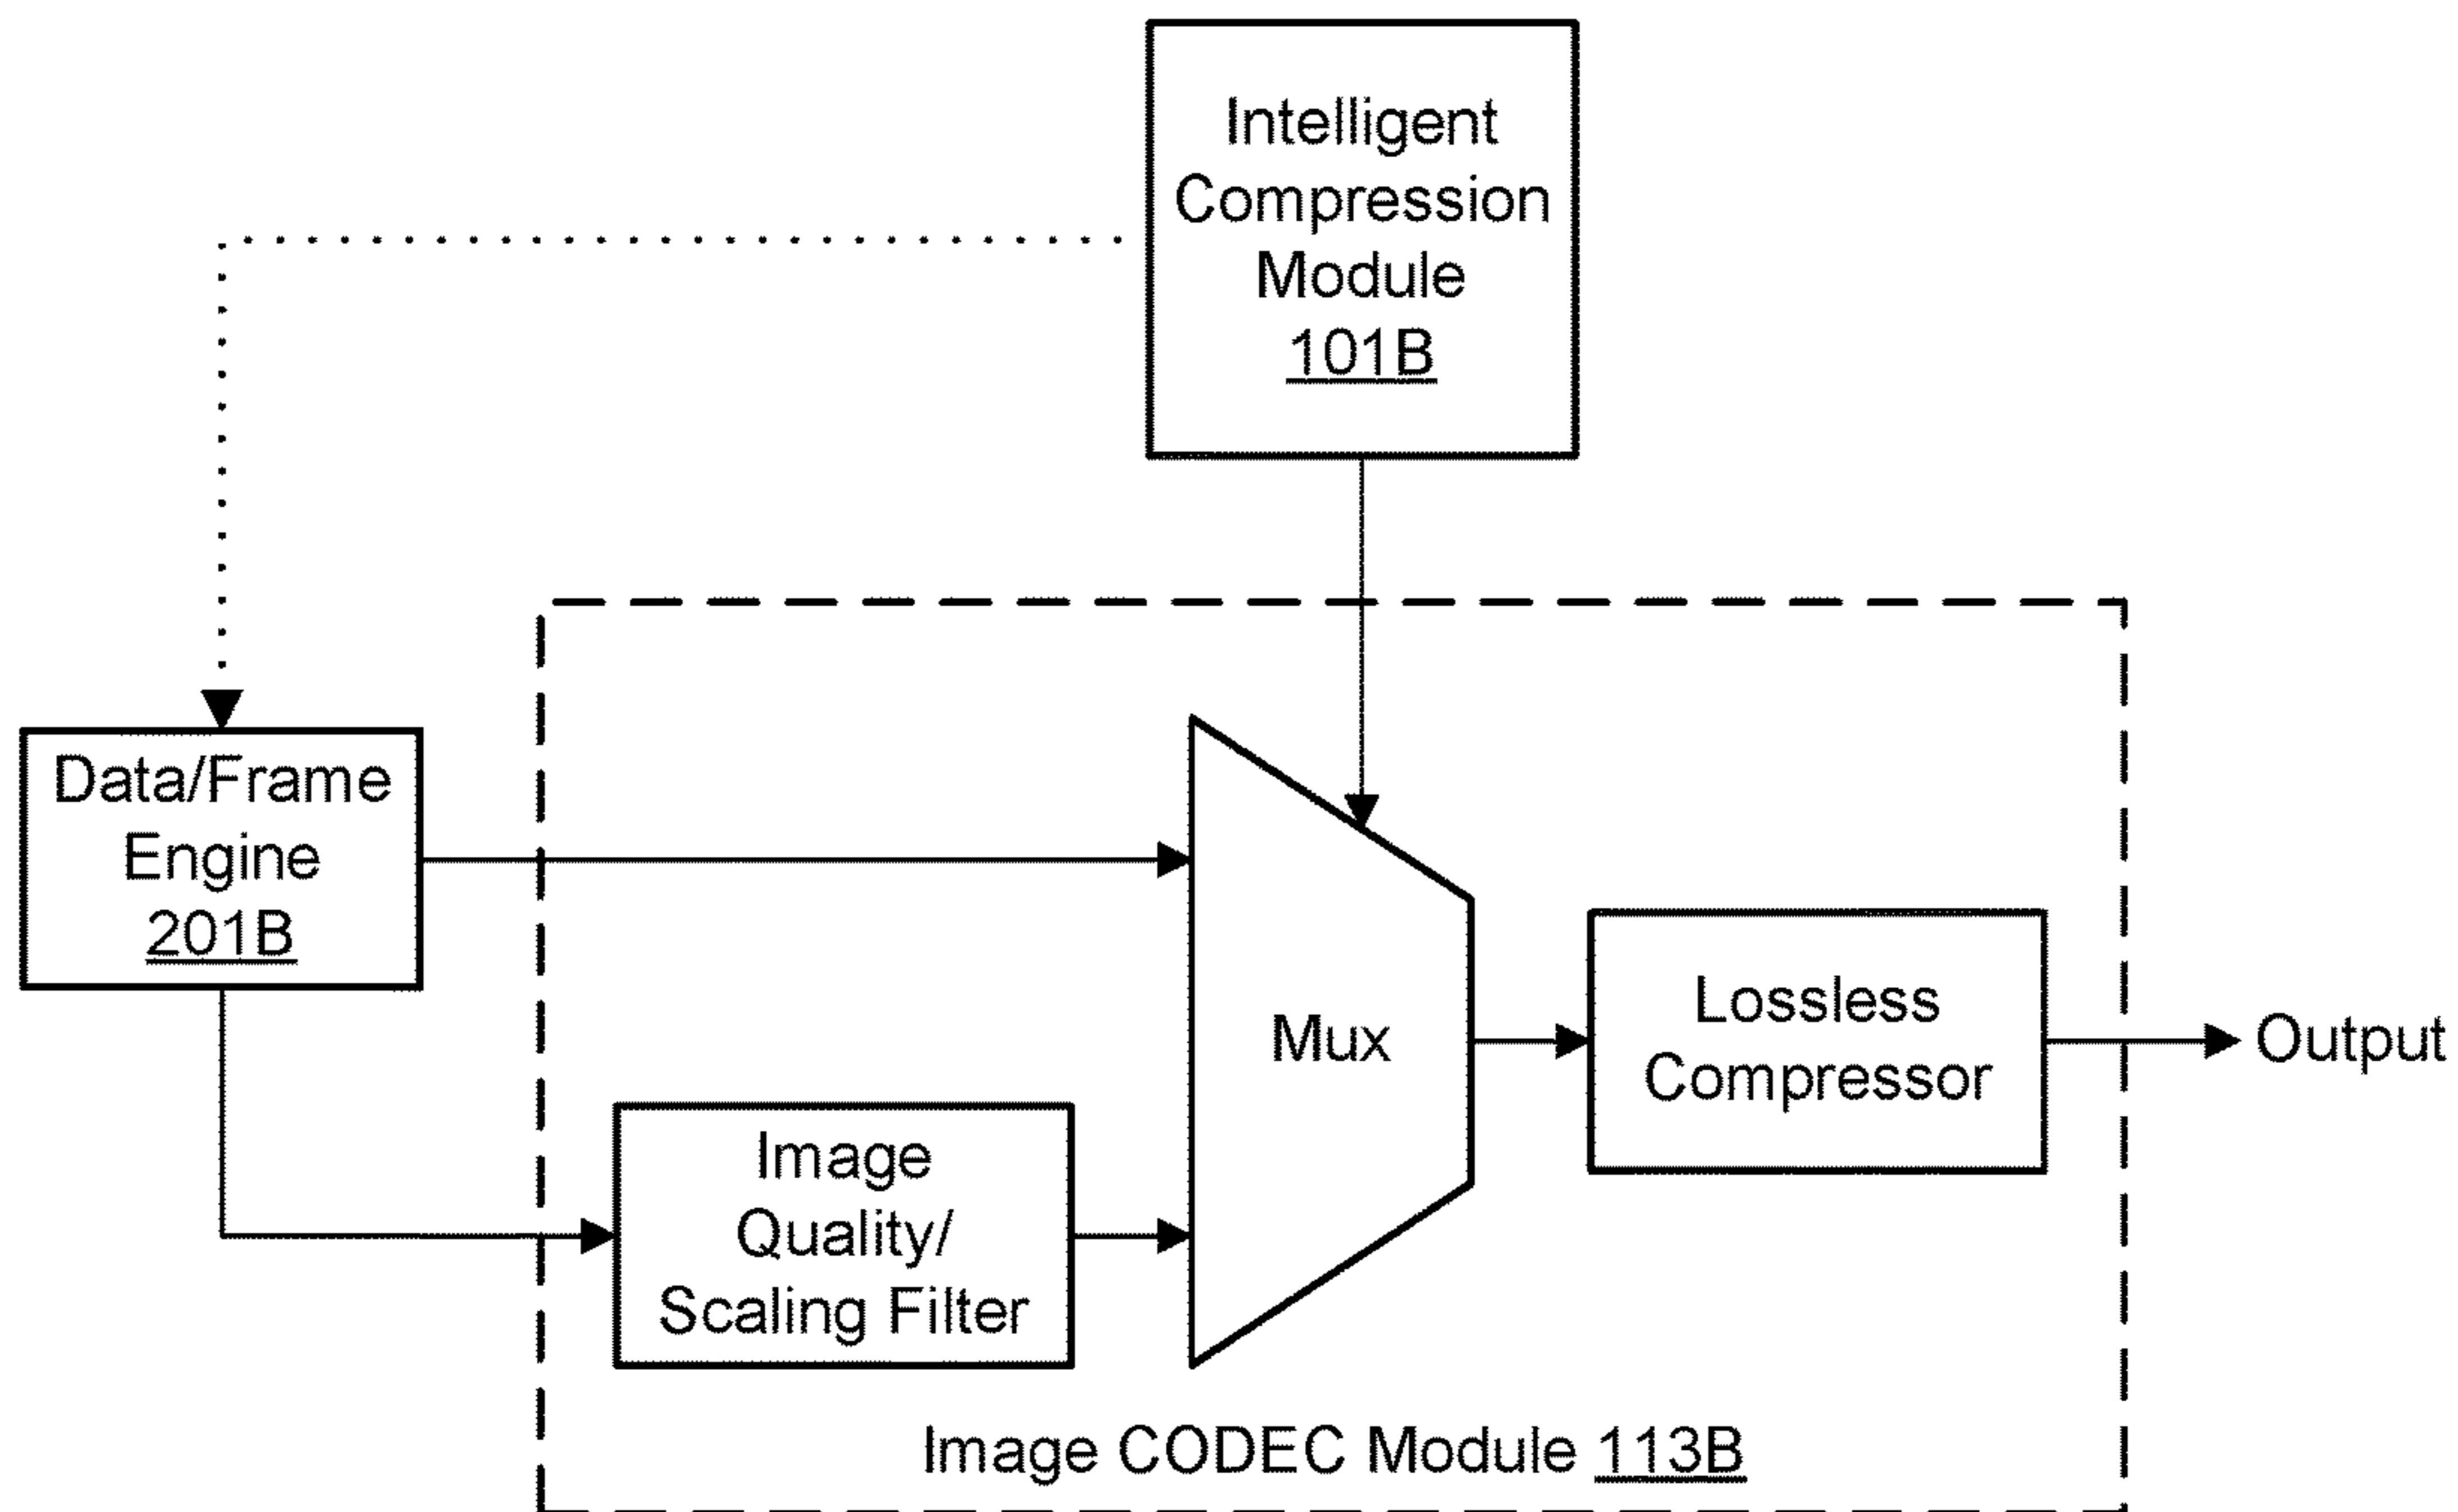 Intelligent
Compression
Module
101B
Data/Frame
Engine
201B
Mux
Lossless
Compressor
Output
Image
Quality/
Scaling Filter
Image CODEC Module 113B